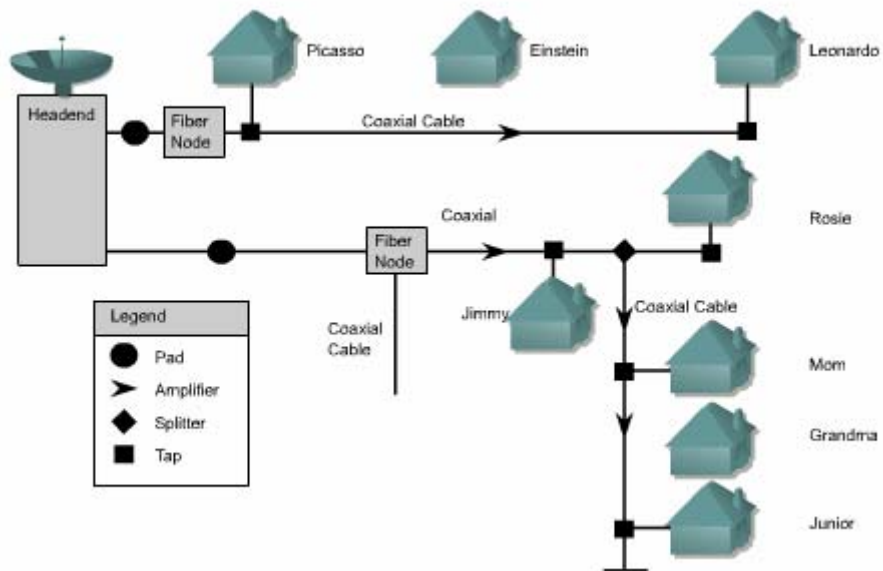 Picasso
Einstein
Leonardo
Headend
Fiber
Node
Coaxial Cable
Rosie
Coaxial
Fiber
Node
Coaxial Cable
Jimmy
Coaxial
Cable
Legend
Pad
Amplifier
Splitter
Tap
Mom
Grandma
Junior